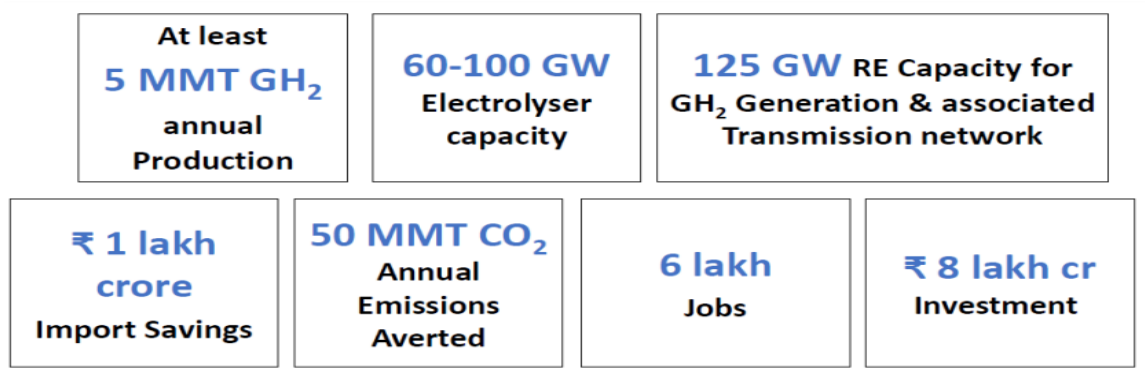 At least
5 MMT GH₂
annual
Production
60-100 GW
Electrolyser
capacity
125 GW RE Capacity for
GH₂ Generation & associated
Transmission network
₹ 1 lakh
crore
Import Savings
50 MMT CO₂
Annual
Emissions
Averted
6 lakh
Jobs
₹ 8 lakh cr
Investment